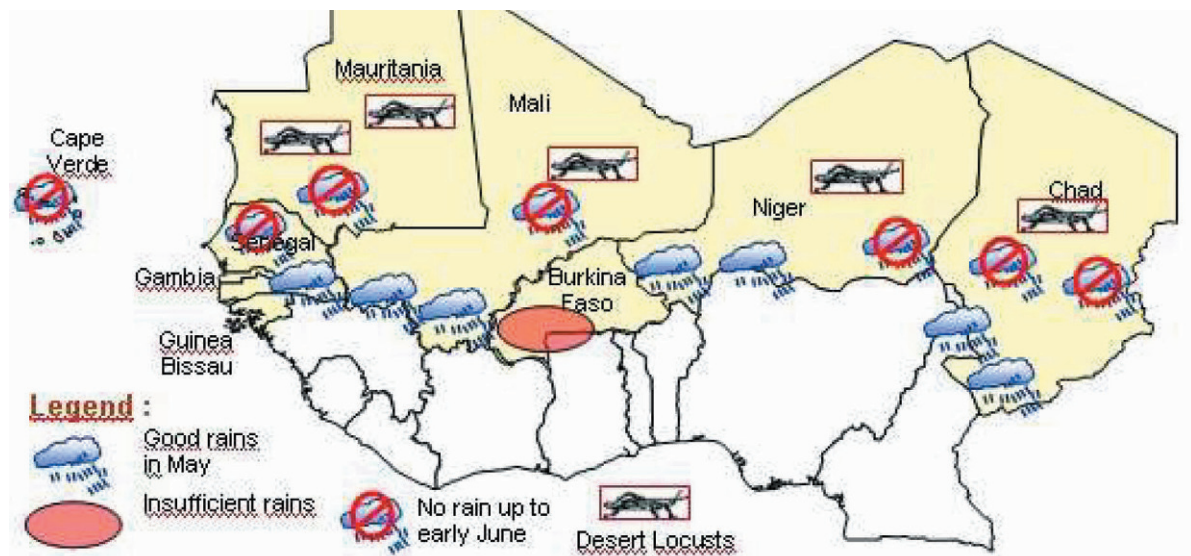 Mauritania
Mali
Cape
Verde
Chad
Niger
Senegal
Gambia
Burkina
Faso
Guinea
Bissau
Legend :
Good rains
in May
Insufficient rains
No rain up to
early June
Desert Locusts